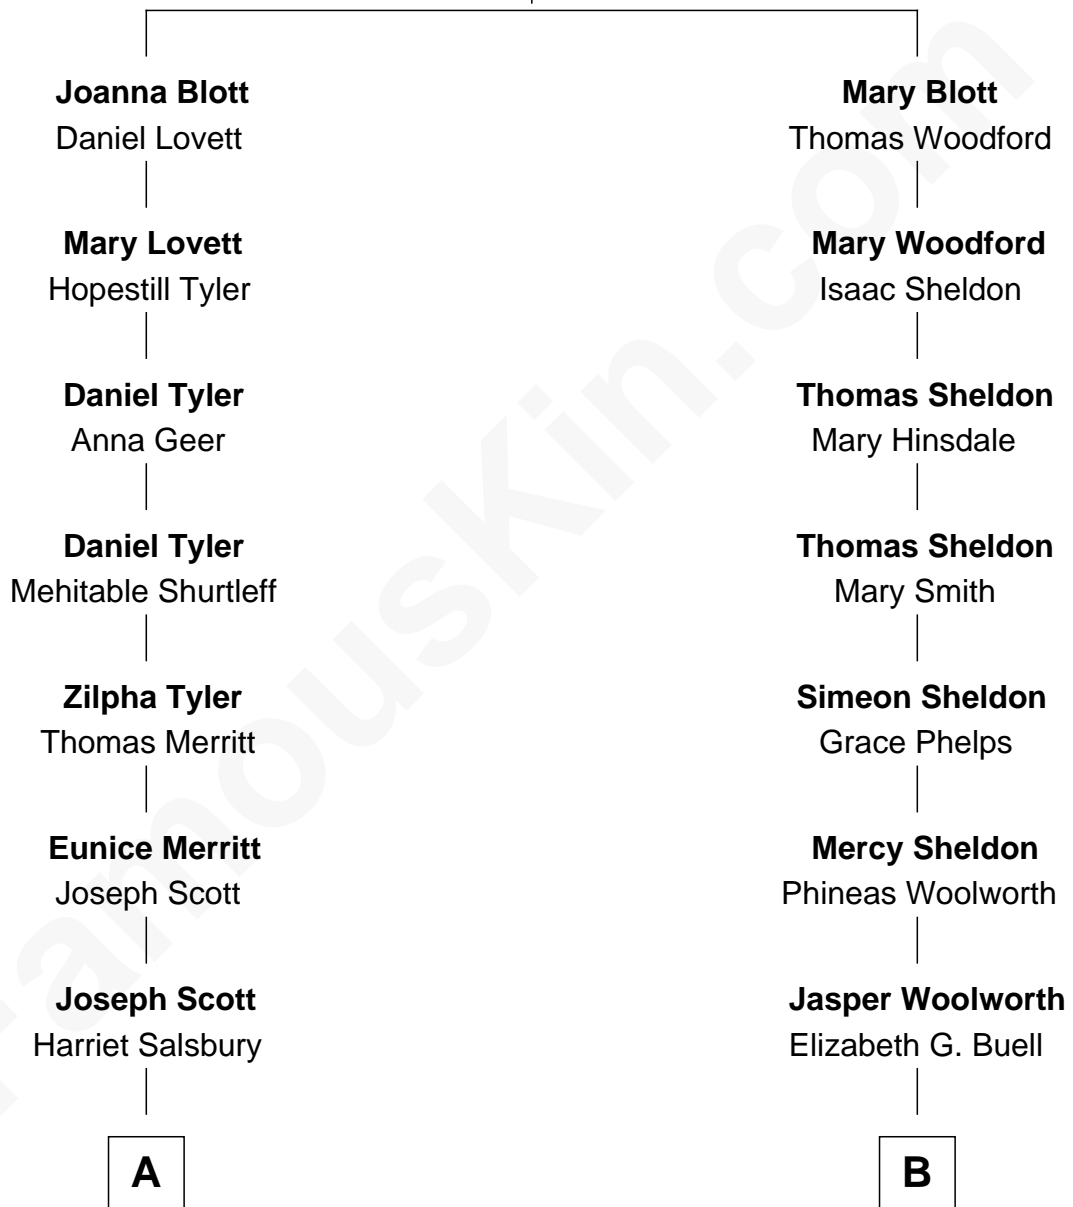 Joanna Blott
Daniel Lovett
Mary Lovett
Hopestill Tyler
Daniel Tyler
Anna Geer
Daniel Tyler
Mehitable Shurtleff
Zilpha Tyler
Thomas Merritt
Eunice Merritt
Joseph Scott
Joseph Scott
Harriet Salsbury
A
Mary Blott
Thomas Woodford
Mary Woodford
Isaac Sheldon
Thomas Sheldon
Mary Hinsdale
Thomas Sheldon
Mary Smith
Simeon Sheldon
Grace Phelps
Mercy Sheldon
Phineas Woolworth
Jasper Woolworth
Elizabeth G. Buell
B
FamousKin.com